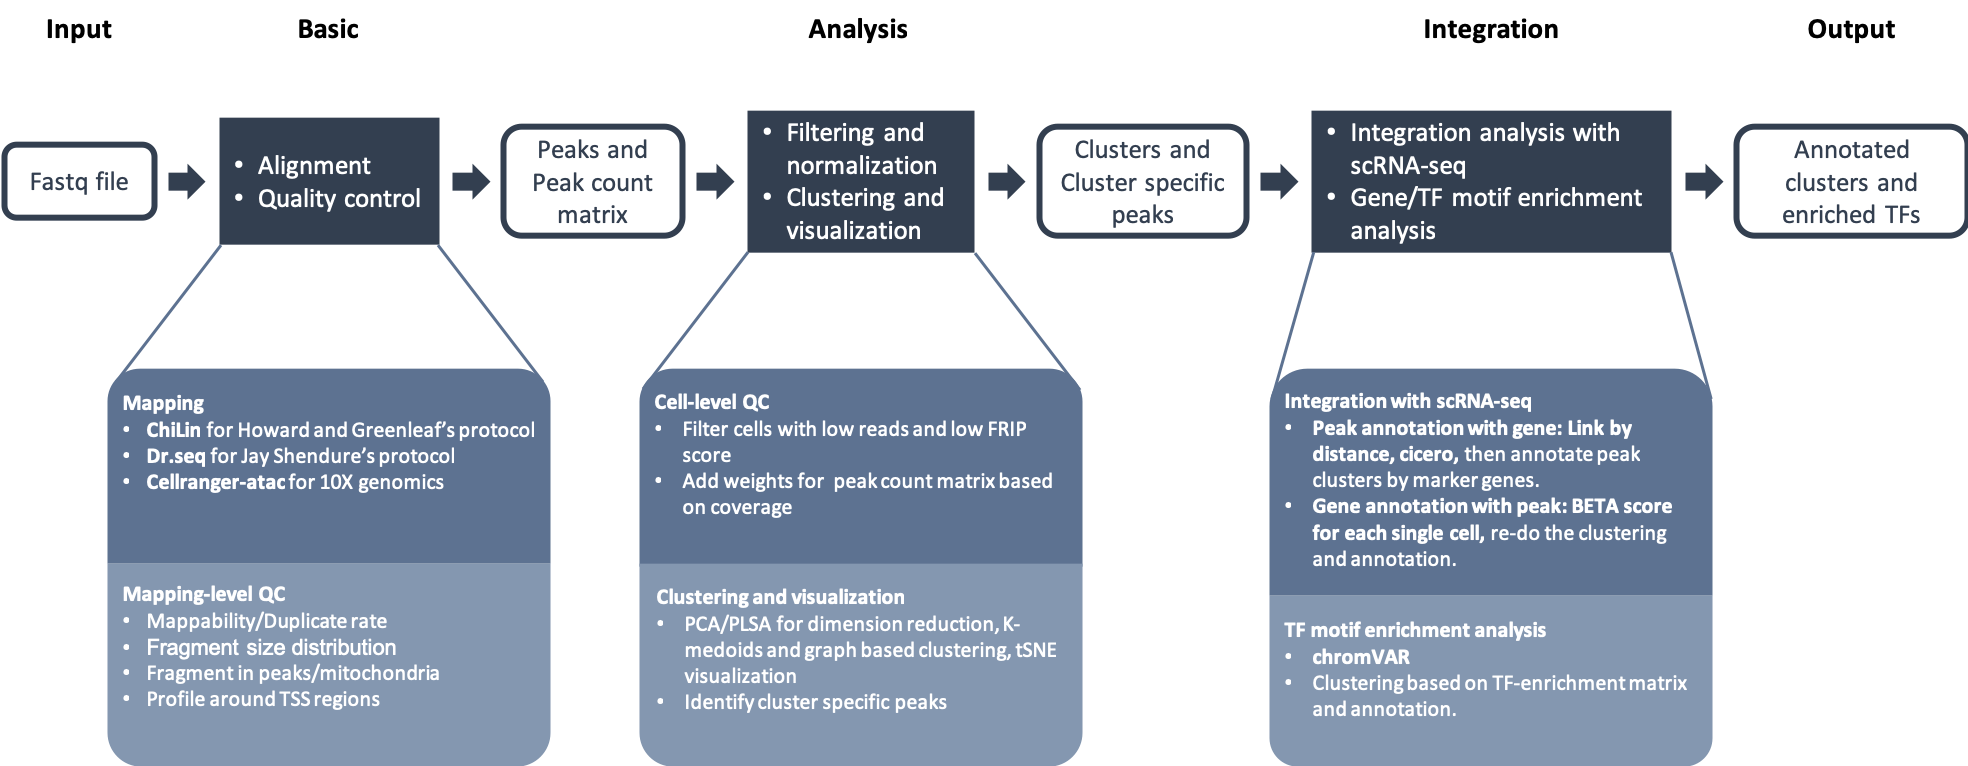 Input
Basic
Analysis
Integration
Output
Fastq file
• Alignment
• Quality control
Peaks and
Peak count
matrix
• Filtering and
normalization
• Clustering and
visualization
Clusters and
Cluster specific
peaks
• Integration analysis with
scRNA-seq
• Gene/TF motif enrichment
analysis
Annotated
clusters and
enriched TFs
Mapping
• ChiLin for Howard and Greenleaf's protocol
• Dr.seq for Jay Shendure's protocol
• Cellranger-atac for 10X genomics
Mapping-level QC
• Mappability/Duplicate rate
• Fragment size distribution
• Fragment in peaks/mitochondria
• Profile around TSS regions
Cell-level QC
• Filter cells with low reads and low FRIP
score
• Add weights for peak count matrix based
on coverage
Clustering and visualization
• PCA/PLSA for dimension reduction, K-
medoids and graph based clustering, tSNE
visualization
• Identify cluster specific peaks
Integration with scRNA-seq
• Peak annotation with gene: Link by
distance, cicero, then annotate peak
clusters by marker genes.
• Gene annotation with peak: BETA score
for each single cell, re-do the clustering
and annotation.
TF motif enrichment analysis
• chromVAR
• Clustering based on TF-enrichment matrix
and annotation.